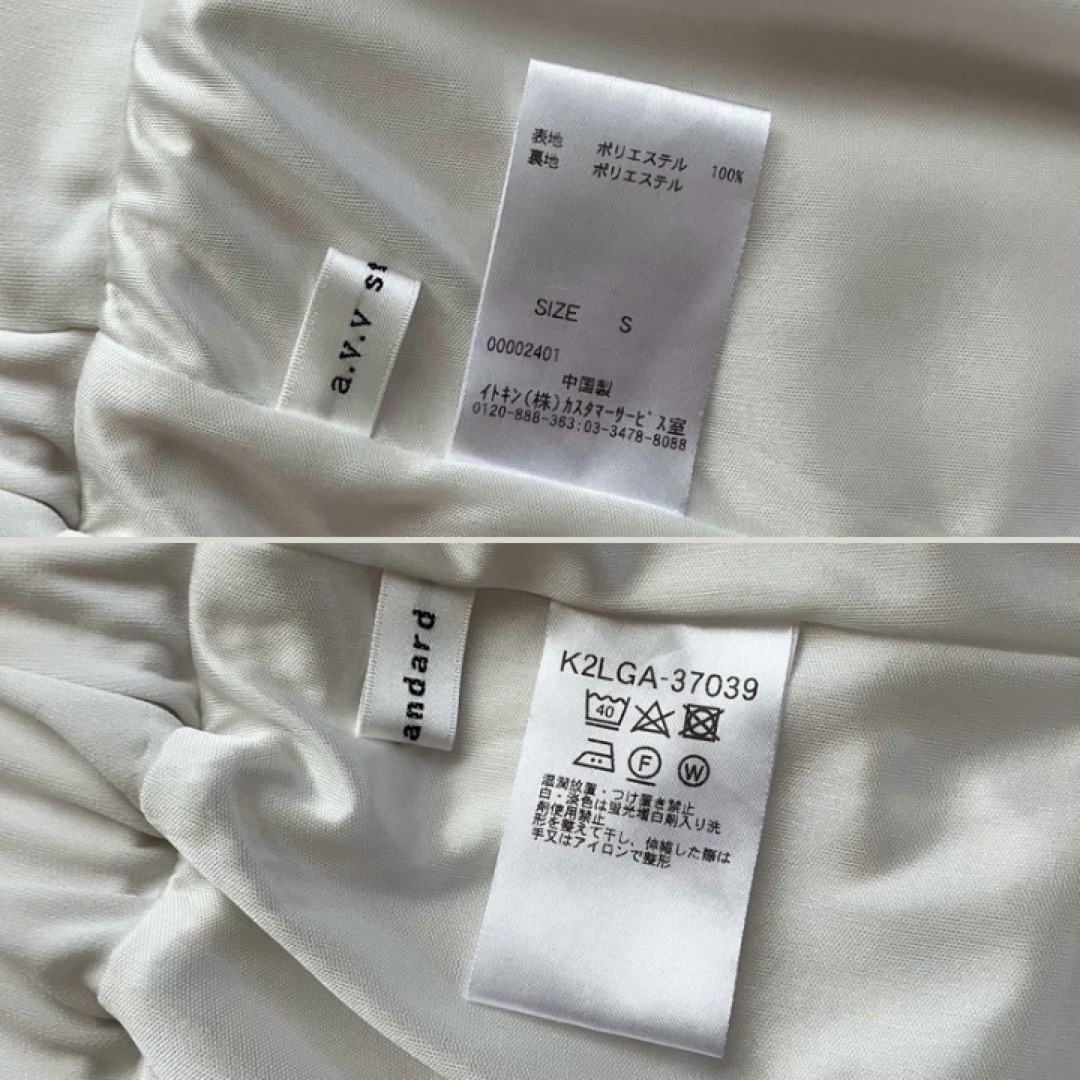 表地 ポリエステル 100%
裏地 ポリエステル
SIZE S
00002401
中国製
イトキン(株)カスタマーサービス室
0120-888-363:03-3478-8088
a.v.v st
andard
K2LGA-37039
40
F
W
湿潤放置・つけ置き禁止
白・淡色は蛍光増白剤入り洗
剤使用禁止
形を整えて干し、伸縮した際は
手又はアイロンで整形